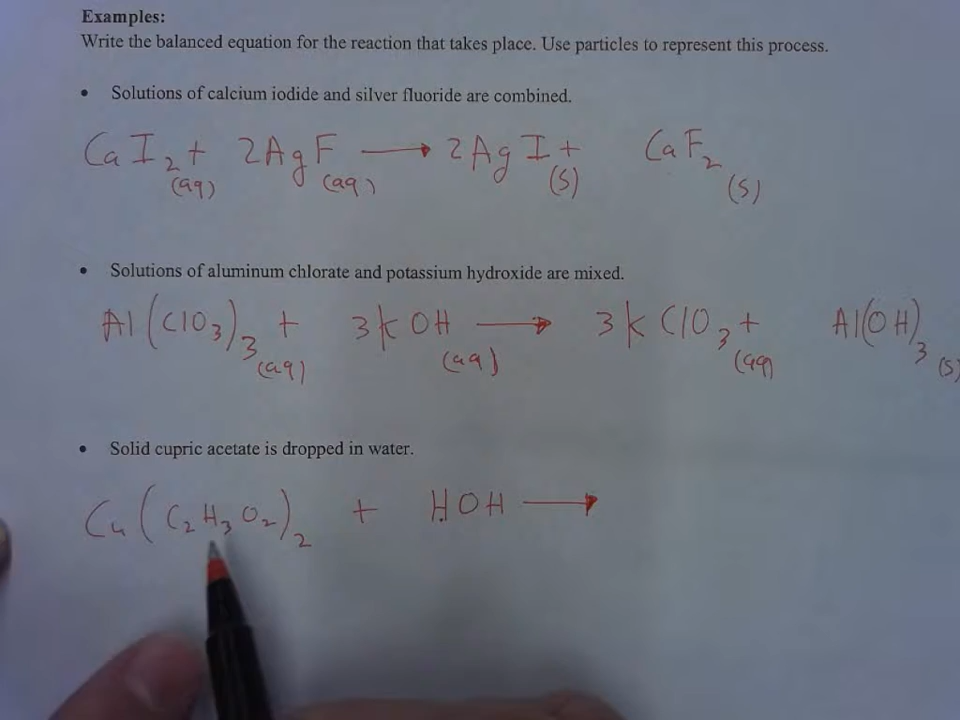 Examples:
Write the balanced equation for the reaction that takes place. Use particles to represent this process.
• Solutions of calcium iodide and silver fluoride are combined.
CaI₂ (aq) + 2AgF (aq) → 2AgI (s) + CaF₂ (s)
• Solutions of aluminum chlorate and potassium hydroxide are mixed.
Al(ClO₃)₃ (aq) + 3KOH (aq) → 3KClO₃ (aq) + Al(OH)₃ (s)
• Solid cupric acetate is dropped in water.
Cu(C₂H₃O₂)₂ + HOH →